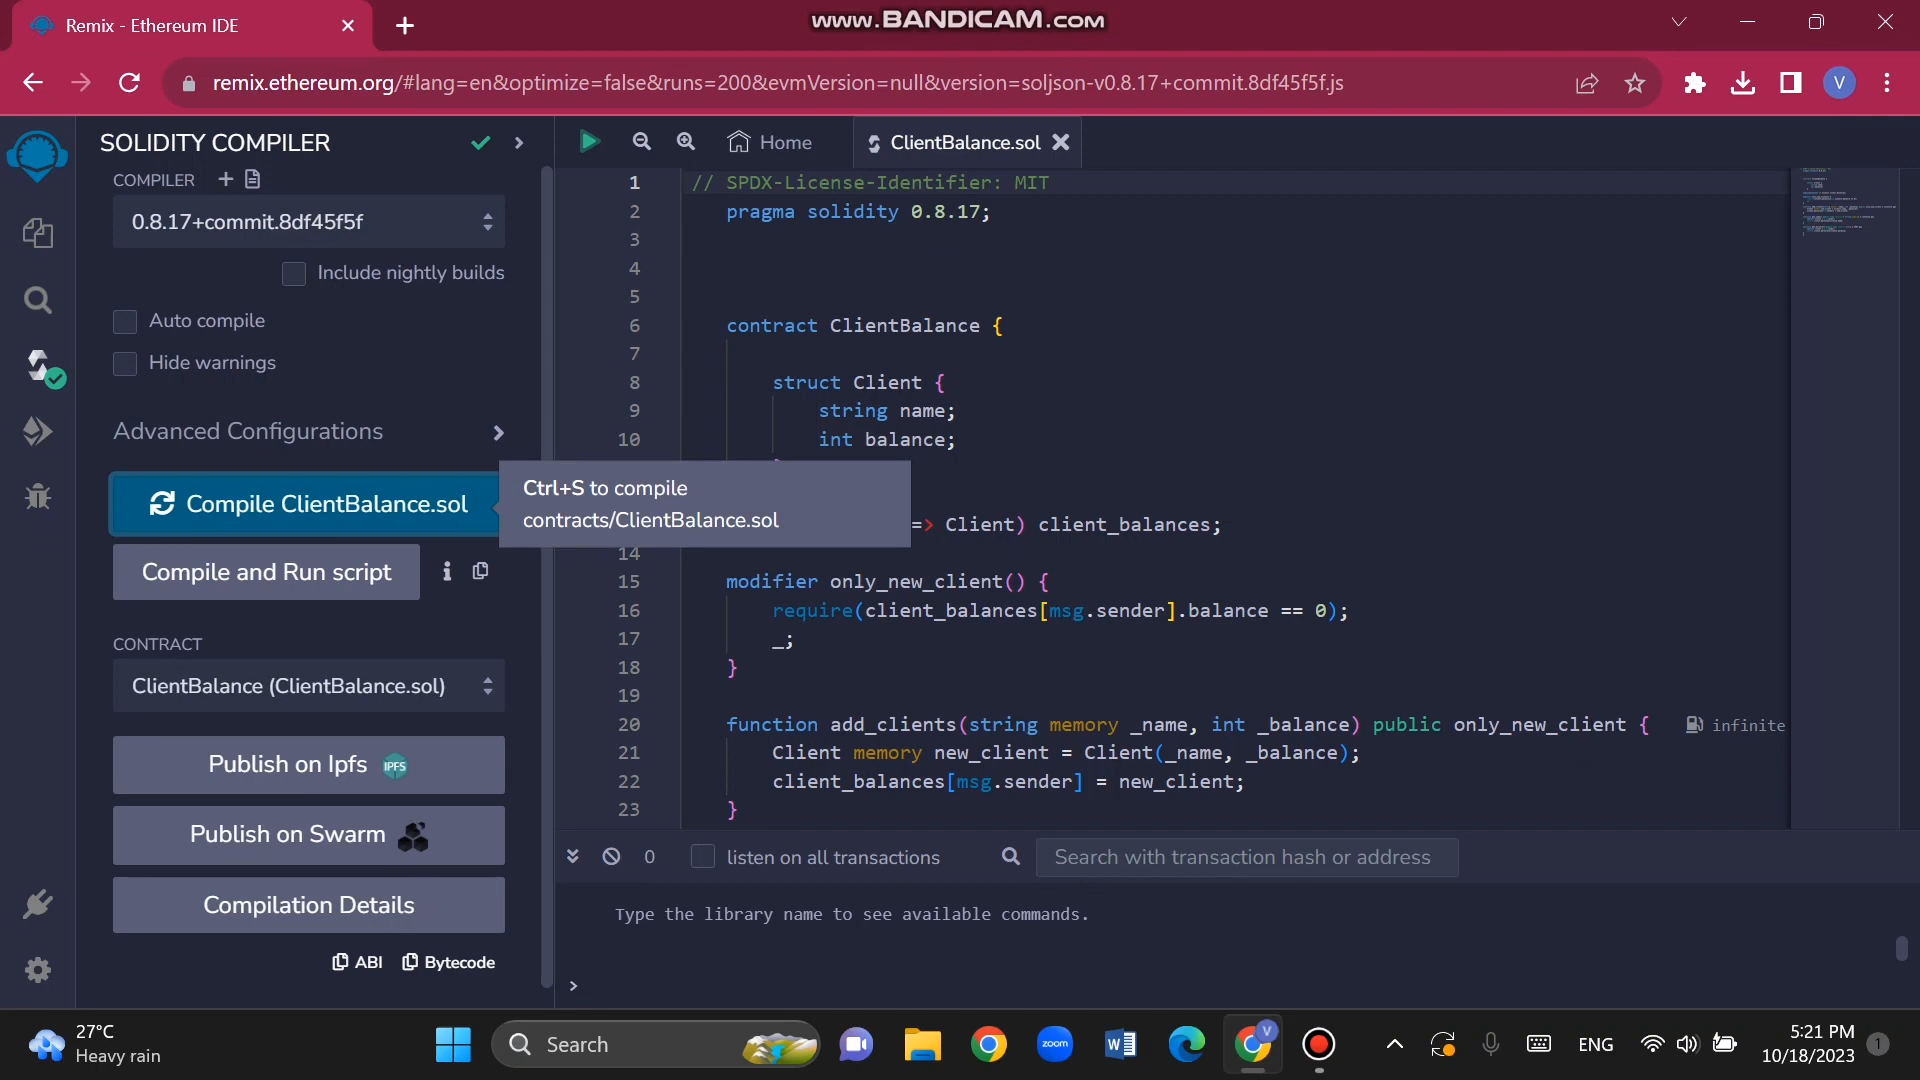 Remix - Ethereum IDE
www.BANDICAM.com
remix.ethereum.org/#lang=en&optimize=false&runs=200&evmVersion=null&version=soljson-v0.8.17+commit.8df45f5f.js
V
SOLIDITY COMPILER
COMPILER
0.8.17+commit.8df45f5f
Include nightly builds
Auto compile
Hide warnings
Advanced Configurations
Compile ClientBalance.sol
Ctrl+S to compile
contracts/ClientBalance.sol
Compile and Run script
CONTRACT
ClientBalance (ClientBalance.sol)
Publish on Ipfs
IPFS
Publish on Swarm
Compilation Details
ABI
Bytecode
Home
ClientBalance.sol
1 // SPDX-License-Identifier: MIT
2 pragma solidity 0.8.17;
3
4
5
6 contract ClientBalance {
7
8 struct Client {
9 string name;
10 int balance;
=> Client) client_balances;
14
15 modifier only_new_client() {
16 require(client_balances[msg.sender].balance == 0);
17 _;
18 }
19
20 function add_clients(string memory _name, int _balance) public only_new_client { infinite
21 Client memory new_client = Client(_name, _balance);
22 client_balances[msg.sender] = new_client;
23 }
0
listen on all transactions
Search with transaction hash or address
Type the library name to see available commands.
>
27°C
Heavy rain
Search
zoom
W
V
ENG
5:21 PM
10/18/2023
1